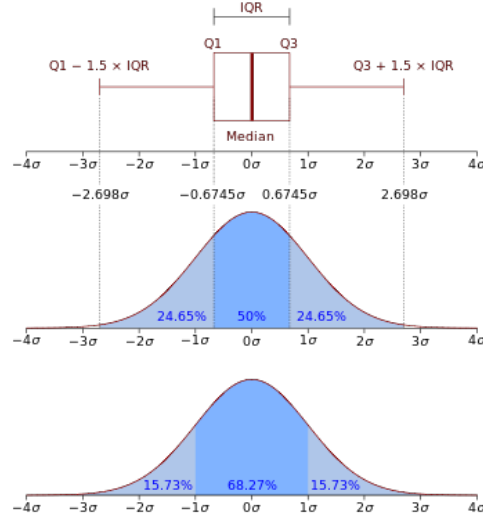 IQR
Q1 Q3
Q1 − 1.5 × IQR Q3 + 1.5 × IQR
Median
−4σ −3σ −2σ −1σ 0σ 1σ 2σ 3σ 4σ
−2.698σ −0.6745σ 0.6745σ 2.698σ
24.65% 50% 24.65%
−4σ −3σ −2σ −1σ 0σ 1σ 2σ 3σ 4σ
15.73% 68.27% 15.73%
−4σ −3σ −2σ −1σ 0σ 1σ 2σ 3σ 4σ